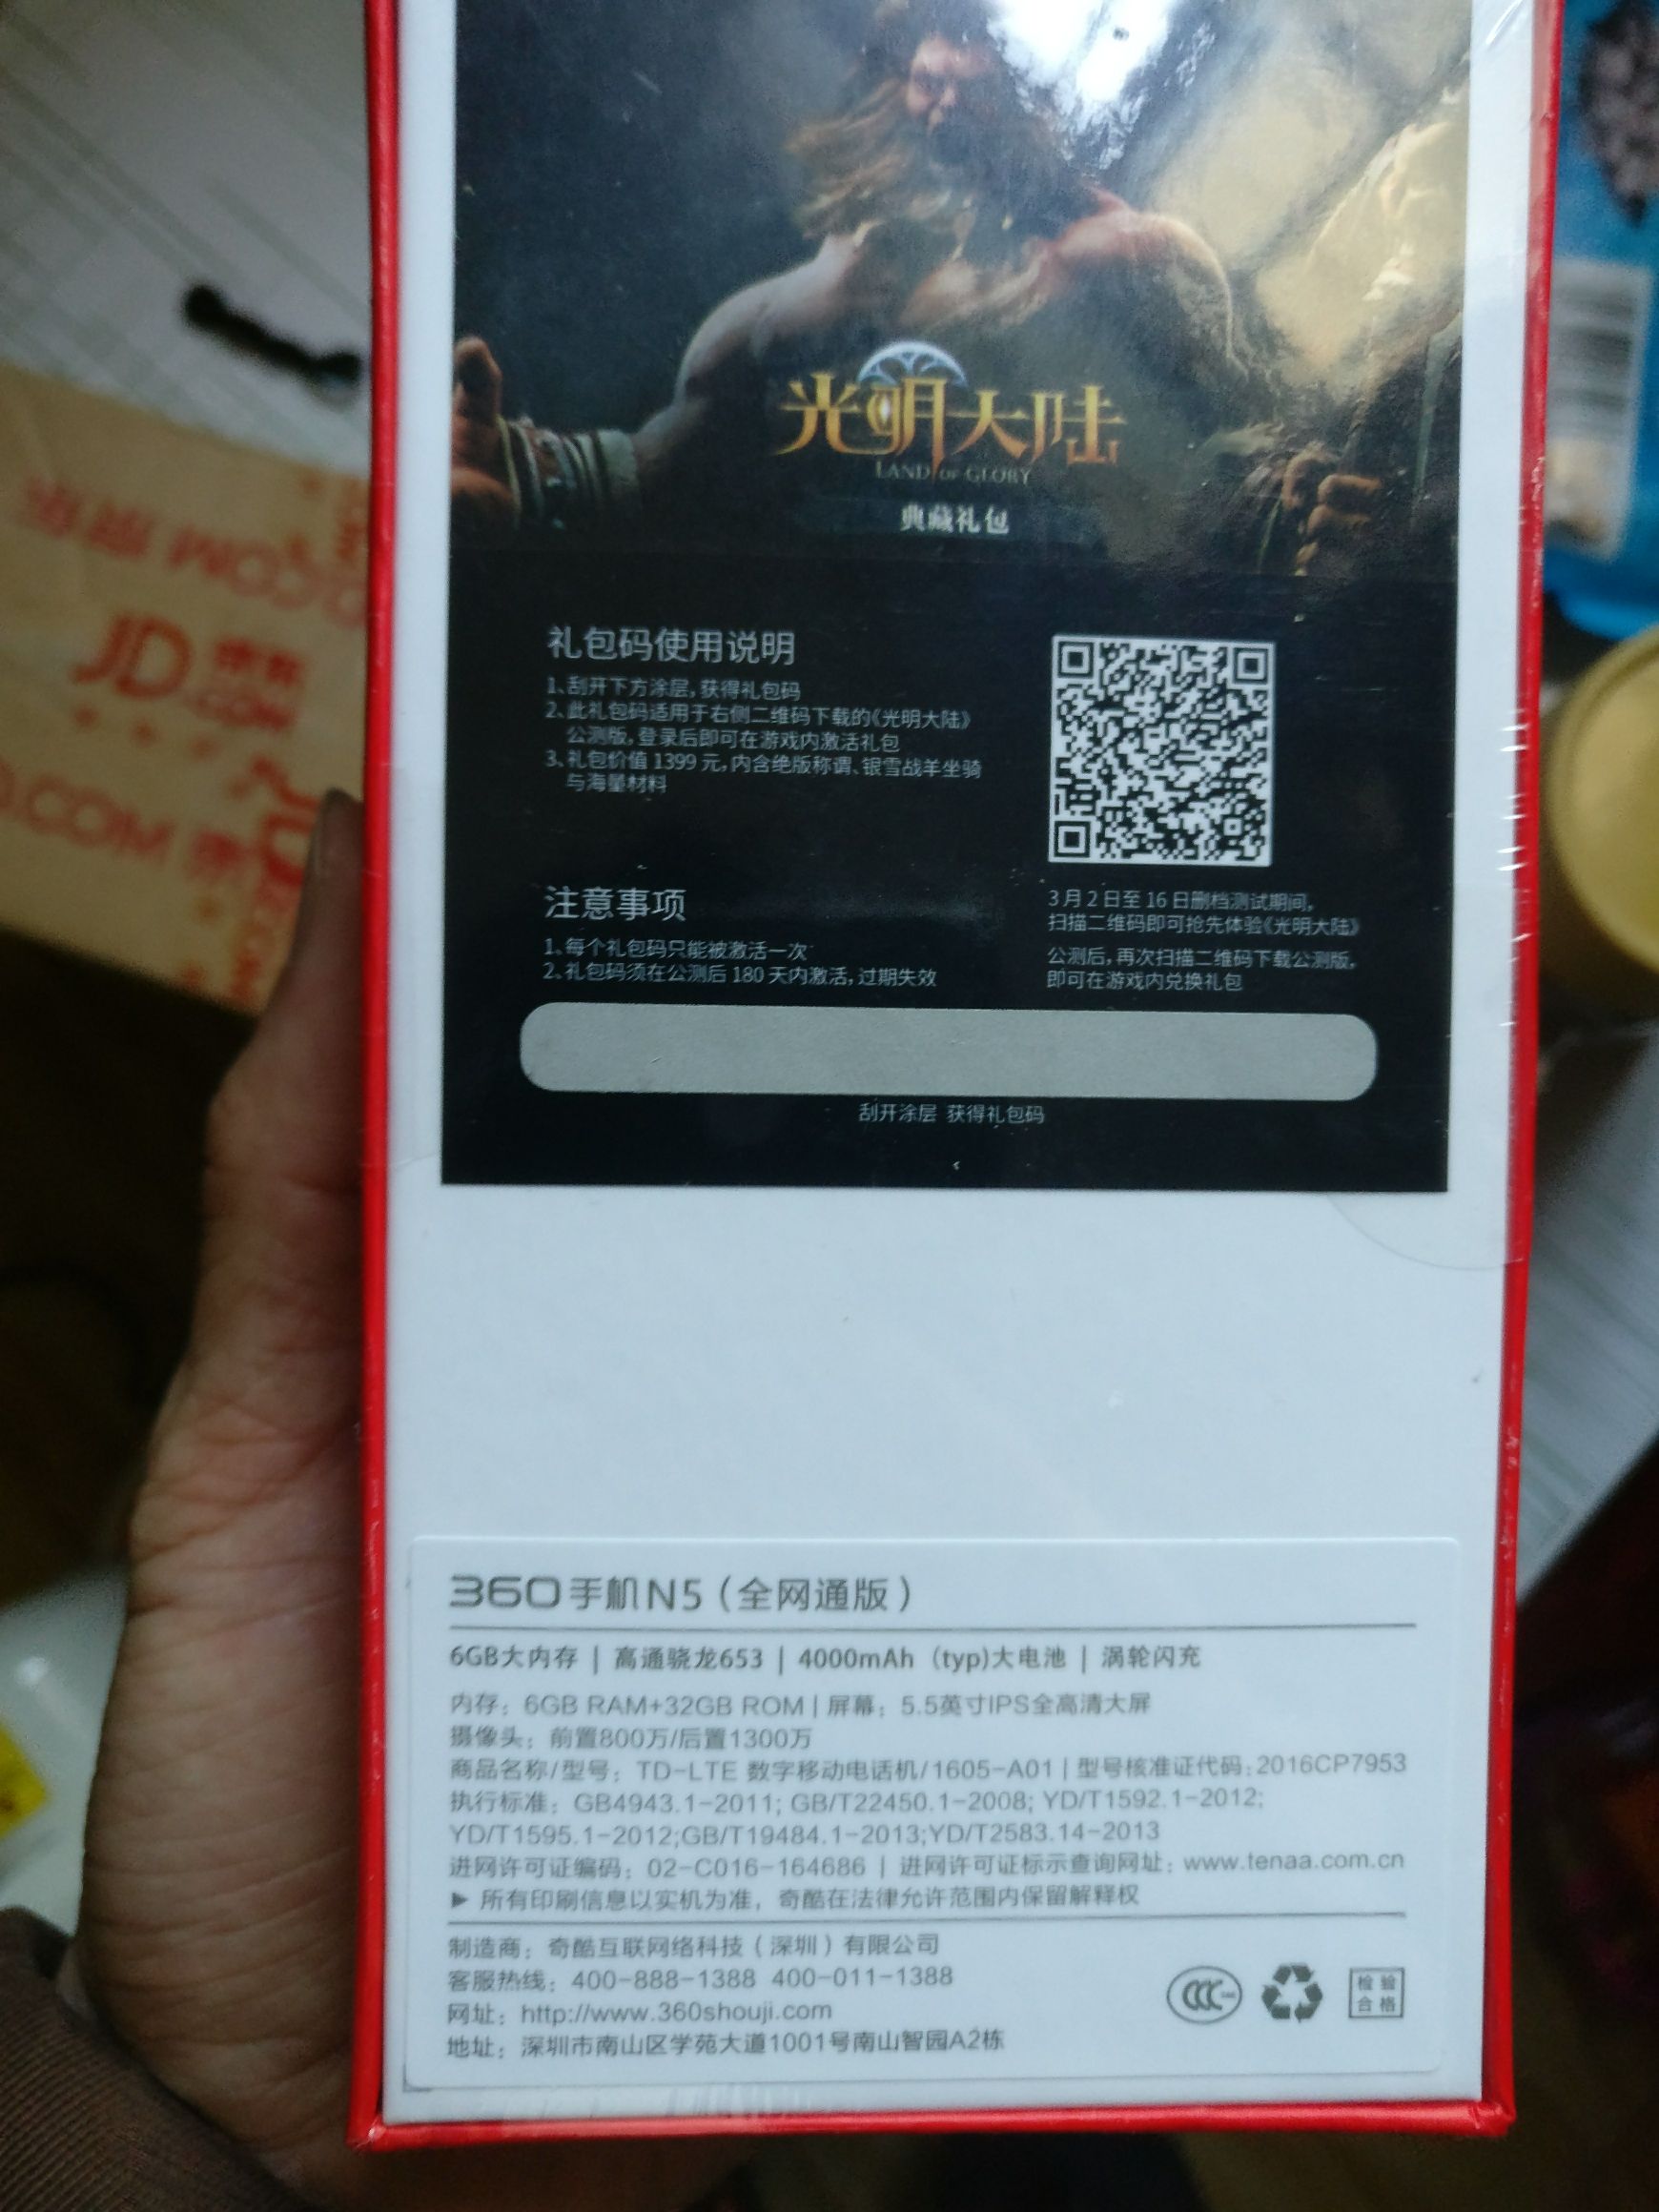 光明大陆
LAND OF GLORY
典藏礼包
礼包码使用说明
1、刮开下方涂层，获得礼包码
2、此礼包码适用于右侧二维码下载的《光明大陆》
公测版，登录后即可在游戏内激活礼包
3、礼包价值 1399 元，内含绝版称谓、银雪战羊坐骑
与海量材料
注意事项
1、每个礼包码只能被激活一次
2、礼包码须在公测后 180 天内激活，过期失效
3 月 2 日至 16 日删档测试期间，
扫描二维码即可抢先体验《光明大陆》
公测后，再次扫描二维码下载公测版，
即可在游戏内兑换礼包
刮开涂层 获得礼包码
360手机N5（全网通版）
6GB大内存 | 高通骁龙653 | 4000mAh（typ)大电池 | 涡轮闪充
内存：6GB RAM+32GB ROM | 屏幕：5.5英寸IPS全高清大屏
摄像头：前置800万/后置1300万
商品名称/型号：TD-LTE 数字移动电话机/1605-A01 | 型号核准证代码：2016CP7953
执行标准：GB4943.1-2011; GB/T22450.1-2008; YD/T1592.1-2012;
YD/T1595.1-2012;GB/T19484.1-2013;YD/T2583.14-2013
进网许可证编码：02-C016-164686 | 进网许可证标示查询网址：www.tenaa.com.cn
▶ 所有印刷信息以实机为准，奇酷在法律允许范围内保留解释权
制造商：奇酷互联网络科技（深圳）有限公司
客服热线：400-888-1388 400-011-1388
网址：http://www.360shouji.com
地址：深圳市南山区学苑大道1001号南山智园A2栋
CCC
检验
合格
JD.COM